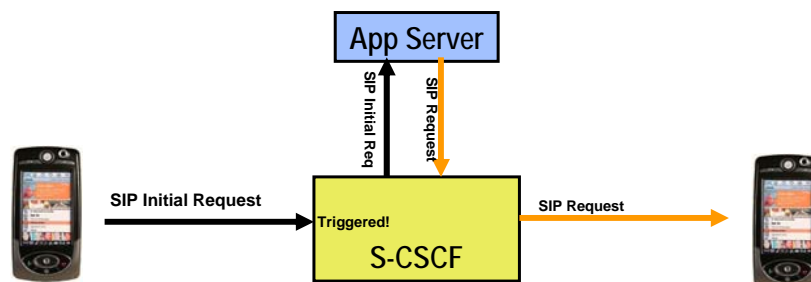 App Server
SIP Initial Req
SIP Request
SIP Initial Request
Triggered!
S-CSCF
SIP Request